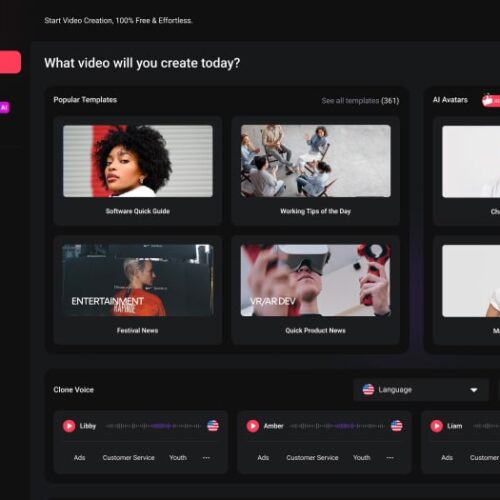 Start Video Creation, 100% Free & Effortless.
What video will you create today?
Popular Templates
See all templates (361)
AI Avatars
AI
Software Quick Guide
Working Tips of the Day
ENTERTAINMENT
VR/AR DEV
Festival News
Quick Product News
Clone Voice
Language
Libby
Amber
Liam
Ads Customer Service Youth ...
Ads Customer Service Youth ...
Ads Customer Service